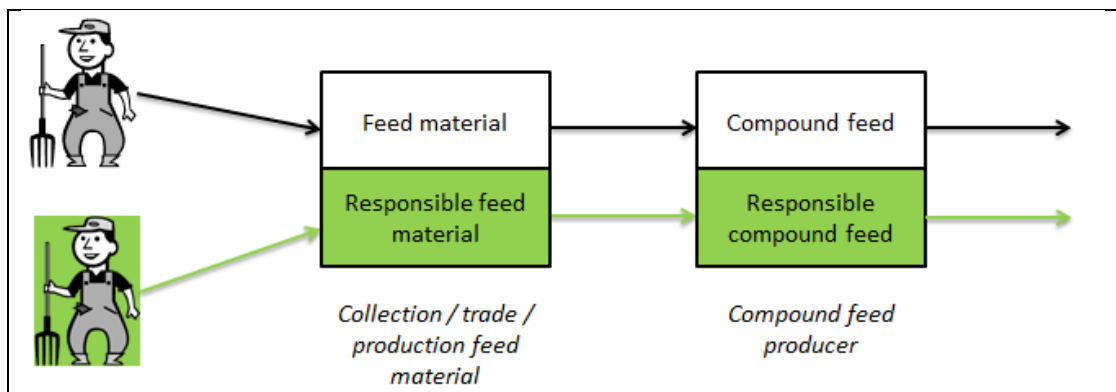 Feed material
Compound feed
Responsible feed
material
Responsible
compound feed
Collection / trade /
production feed
material
Compound feed
producer